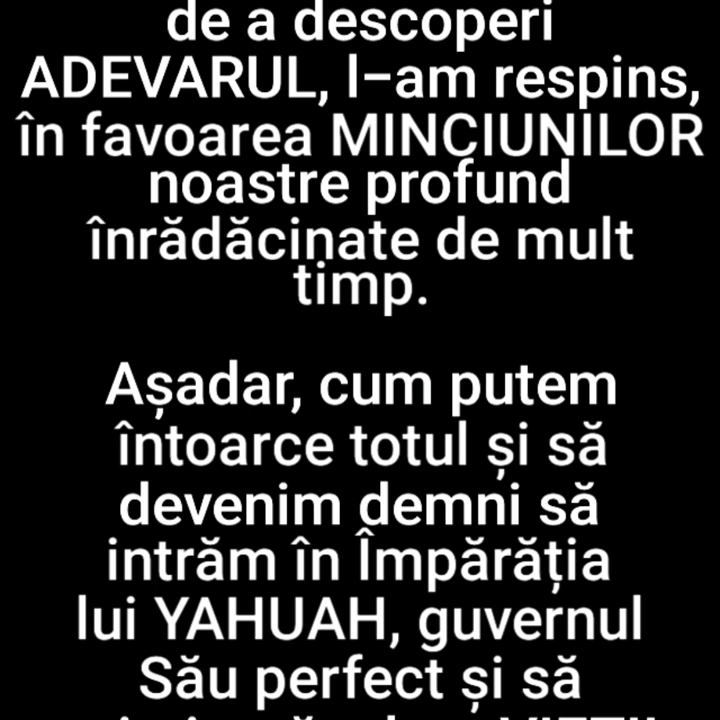 de a descoperi
ADEVARUL, l-am respins,
în favoarea MINCIUNILOR
noastre profund
înrădăcinate de mult
timp.
Așadar, cum putem
întoarce totul și să
devenim demni să
intrăm în Împărăția
lui YAHUAH, guvernul
Său perfect și să